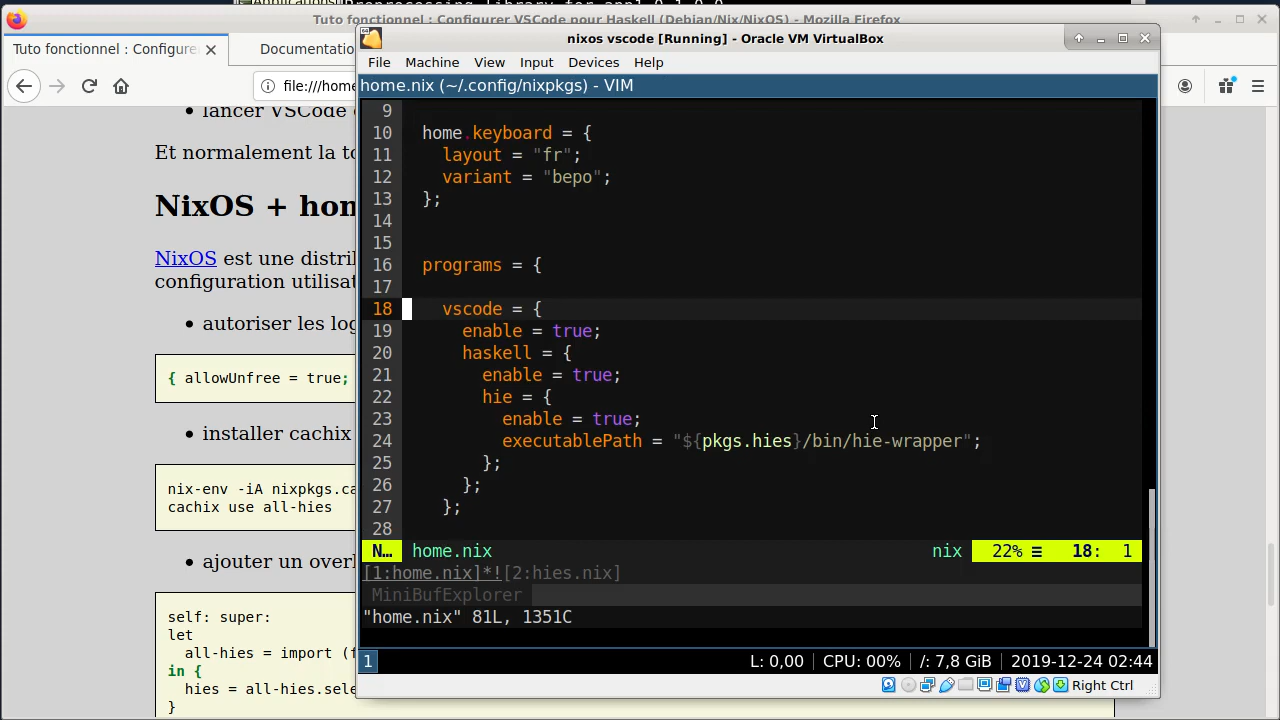 Tuto fonctionnel : Configurer VSCode pour Haskell (Debian/Nix/NixOS) - Mozilla Firefox
Tuto fonctionnel : Configure
Documentatio
file:///home
lancer VSCode
Et normalement la to
NixOS + hon
NixOS est une distril
configuration utilisat
autoriser les log
{ allowUnfree = true;
installer cachix
nix-env -iA nixpkgs.ca
cachix use all-hies
ajouter un overl
self: super:
let
all-hies = import (f
in {
hies = all-hies.sele
}
nixos vscode [Running] - Oracle VM VirtualBox
File Machine View Input Devices Help
home.nix (~/.config/nixpkgs) - VIM
9
10 home.keyboard = {
11 layout = "fr";
12 variant = "bepo";
13 };
14
15
16 programs = {
17
18 vscode = {
19 enable = true;
20 haskell = {
21 enable = true;
22 hie = {
23 enable = true;
24 executablePath = "${pkgs.hies}/bin/hie-wrapper";
25 };
26 };
27 };
28
N… home.nix nix 22% ≡ 18: 1
[1:home.nix]*![2:hies.nix]
MiniBufExplorer
"home.nix" 81L, 1351C
1 L: 0,00 CPU: 00% /: 7,8 GiB 2019-12-24 02:44
Right Ctrl